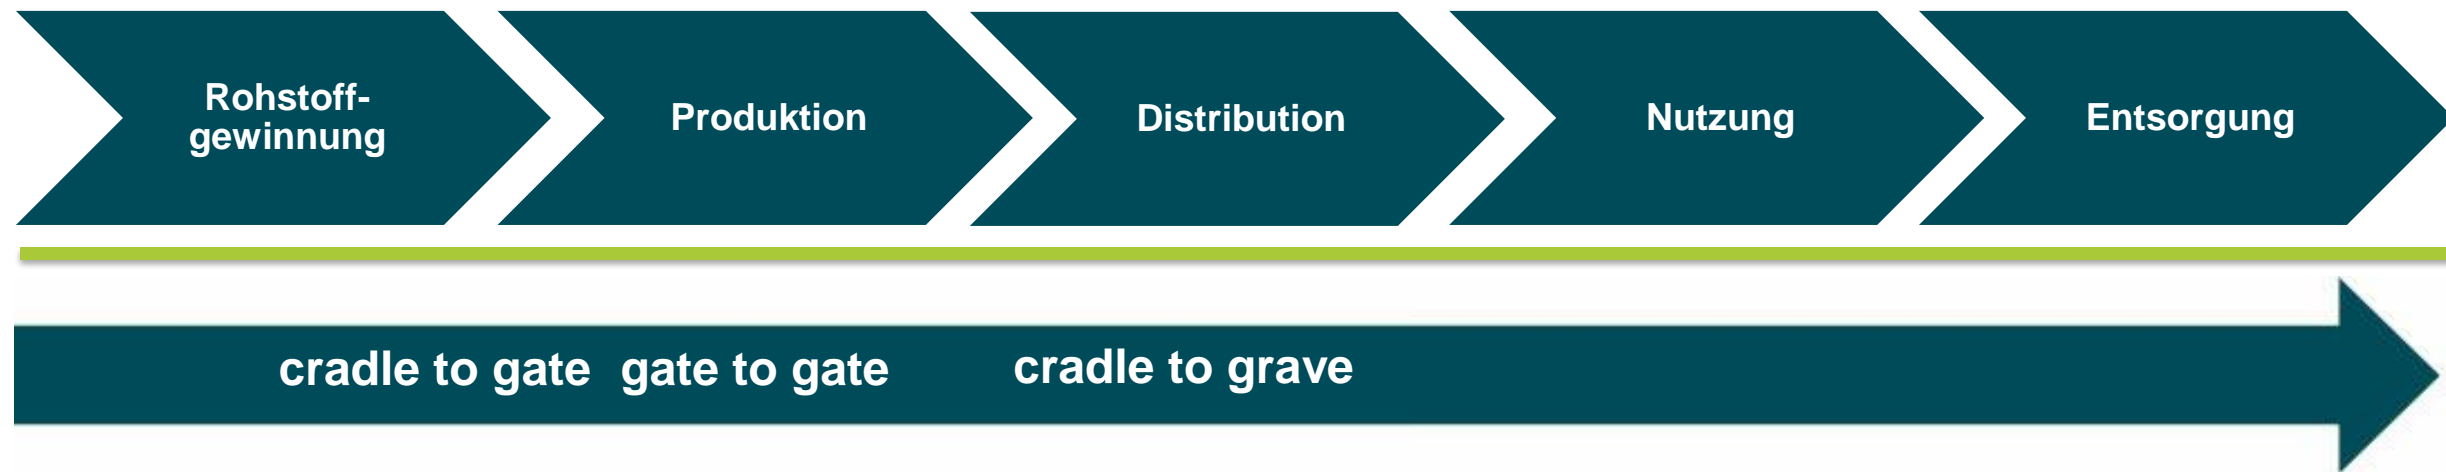 Rohstoff-
gewinnung
Produktion
Distribution
Nutzung
Entsorgung
cradle to gate
gate to gate
cradle to grave